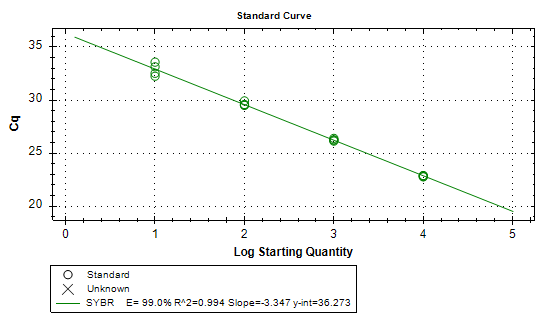 Standard Curve
35
30
25
20
Cq
0 1 2 3 4 5
Log Starting Quantity
Standard
Unknown
SYBR E= 99.0% R^2=0.994 Slope=-3.347 y-int=36.273